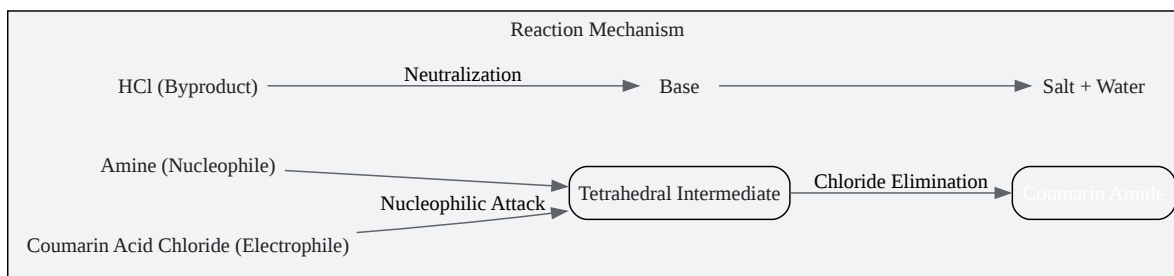 Reaction Mechanism
HCl (Byproduct)
Neutralization
Base
Salt + Water
Amine (Nucleophile)
Nucleophilic Attack
Coumarin Acid Chloride (Electrophile)
Tetrahedral Intermediate
Chloride Elimination
Coumarin Amide